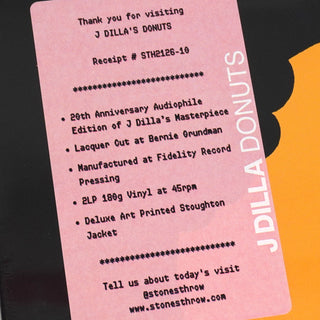 Thank you for visiting
J DILLA'S DONUTS
Receipt # STH2126-10
****************************
• 20th Anniversary Audiophile
Edition of J Dilla's Masterpiece
• Lacquer Cut at Bernie Grundman
• Manufactured at Fidelity Record
Pressing
• 2LP 180g Vinyl at 45rpm
• Deluxe Art Printed Stoughton
Jacket
*****************************
Tell us about today's visit
@stonesthrow
www.stonesthrow.com
J DILLA DONUTS